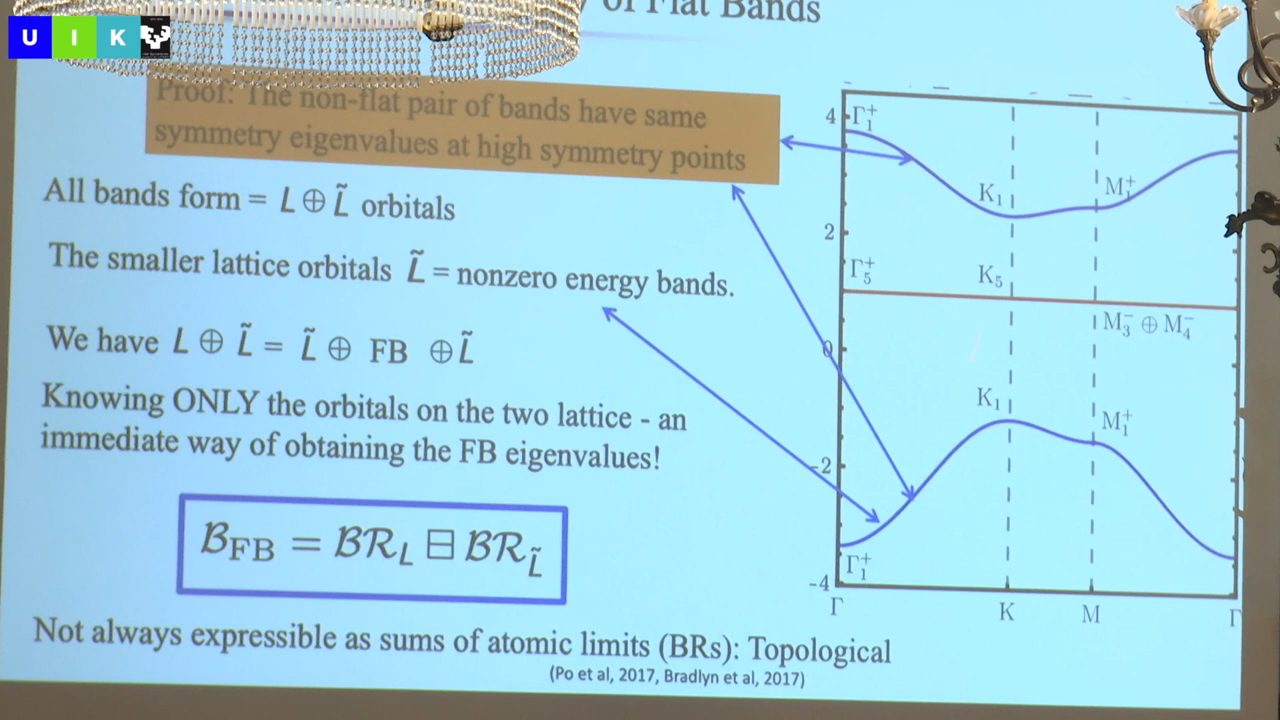 UIK
of Flat Bands
Proof: The non-flat pair of bands have same
symmetry eigenvalues at high symmetry points
All bands form = L ⊕ L̃ orbitals
The smaller lattice orbitals L̃ = nonzero energy bands.
We have L ⊕ L̃ = L̃ ⊕ FB ⊕ L̃
Knowing ONLY the orbitals on the two lattice - an
immediate way of obtaining the FB eigenvalues!
ℬ_FB = ℬℛ_L ⊟ ℬℛ_L̃
Not always expressible as sums of atomic limits (BRs): Topological
(Po et al, 2017, Bradlyn et al, 2017)
4 Γ₁⁺
K₁ M₁⁺
2
Γ₅⁺ K₅
M₃⁻ ⊕ M₄⁻
0
K₁ M₁⁺
-2
Γ₁⁺
-4
Γ K M Γ